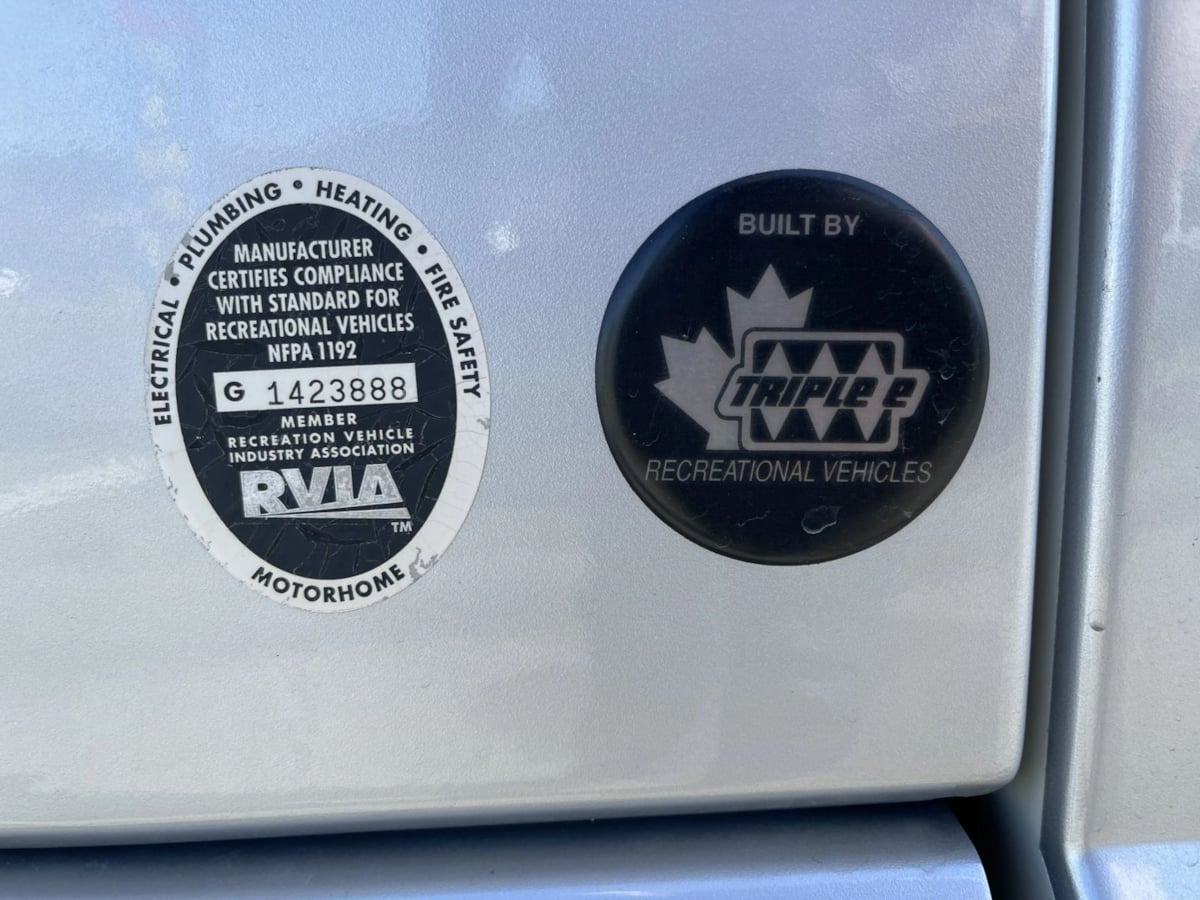 ELECTRICAL • PLUMBING • HEATING • FIRE SAFETY
MANUFACTURER
CERTIFIES COMPLIANCE
WITH STANDARD FOR
RECREATIONAL VEHICLES
NFPA 1192
G 1423888
MEMBER
RECREATION VEHICLE
INDUSTRY ASSOCIATION
RVIA
TM
MOTORHOME
BUILT BY
TRIPLE e
RECREATIONAL VEHICLES